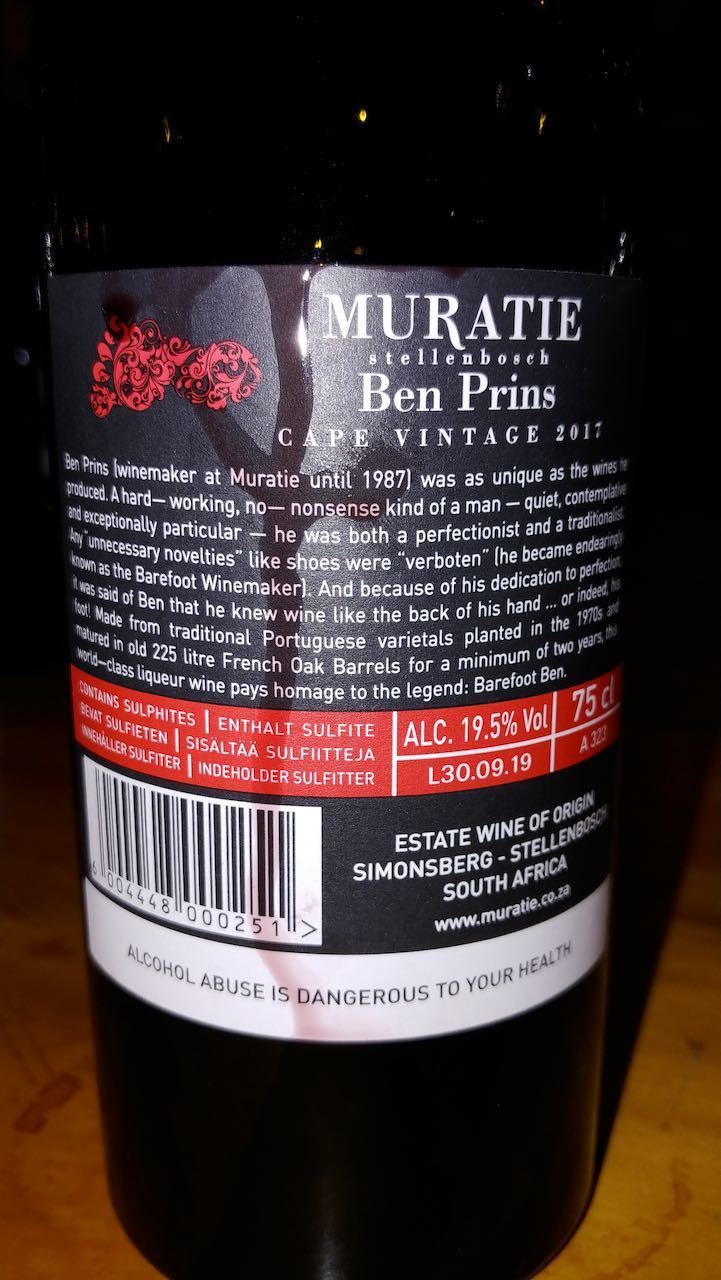 MURATIE
stellenbosch
Ben Prins
CAPE VINTAGE 2017
Ben Prins (winemaker at Muratie until 1987) was as unique as the wines he
produced. A hard— working, no— nonsense kind of a man — quiet, contemplative
and exceptionally particular — he was both a perfectionist and a traditionalist.
Any "unnecessary novelties" like shoes were "verboten" (he became endearingly
known as the Barefoot Winemaker). And because of his dedication to perfection,
it was said of Ben that he knew wine like the back of his hand ... or indeed, his
foot! Made from traditional Portuguese varietals planted in the 1970s and
matured in old 225 litre French Oak Barrels for a minimum of two years, this
world—class liqueur wine pays homage to the legend: Barefoot Ben.
CONTAINS SULPHITES | ENTHALT SULFITE
BEVAT SULFIETEN | SISÄLTÄÄ SULFIITTEJA
INNEHÅLLER SULFITER | INDEHOLDER SULFITTER
ALC. 19.5% Vol
75 cl
L30.09.19
A 323
6 004448 000251 >
ESTATE WINE OF ORIGIN
SIMONSBERG - STELLENBOSCH
SOUTH AFRICA
www.muratie.co.za
ALCOHOL ABUSE IS DANGEROUS TO YOUR HEALTH